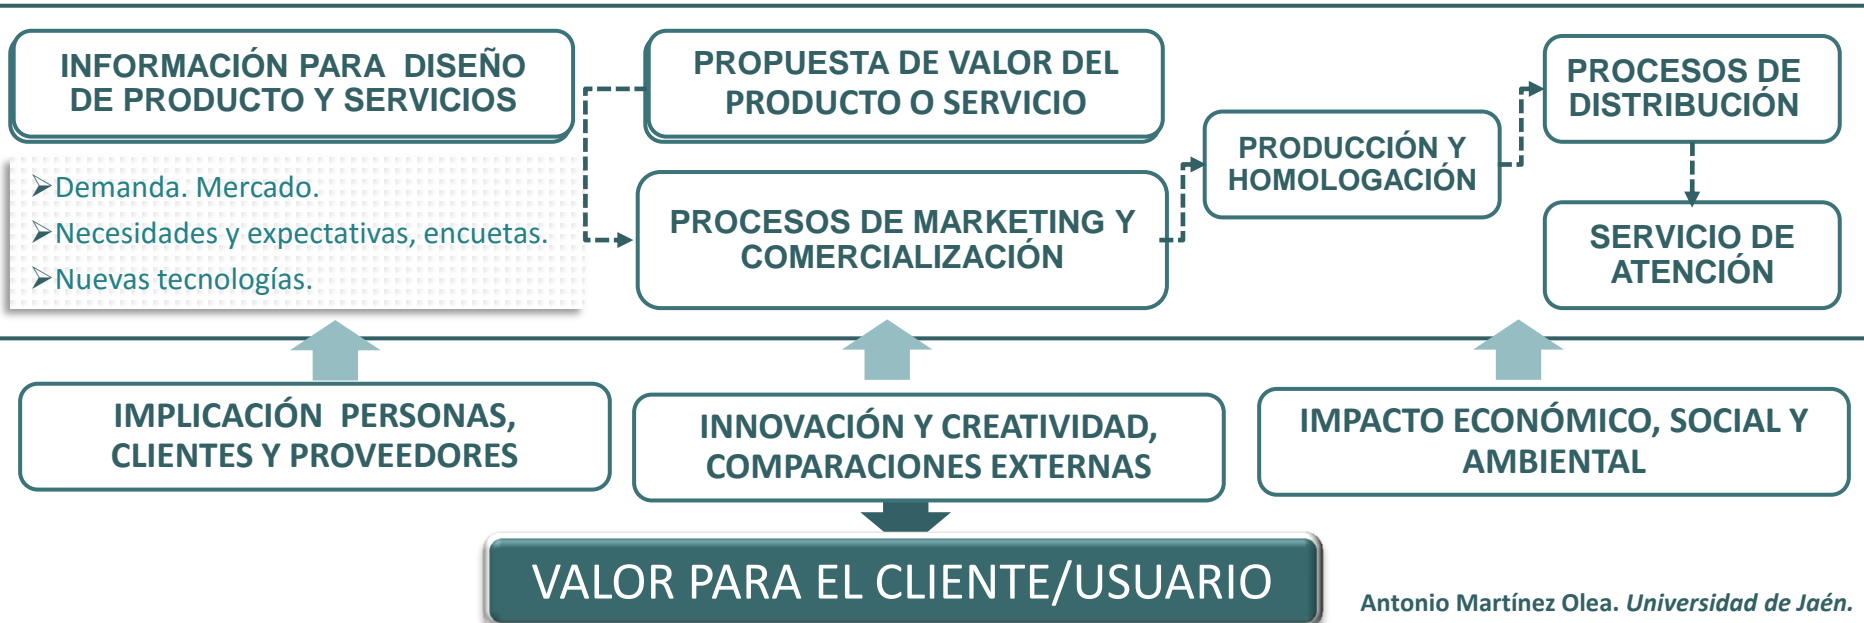 INFORMACIÓN PARA DISEÑO
DE PRODUCTO Y SERVICIOS
➢Demanda. Mercado.
➢Necesidades y expectativas, encuetas.
➢Nuevas tecnologías.
PROPUESTA DE VALOR DEL
PRODUCTO O SERVICIO
PROCESOS DE MARKETING Y
COMERCIALIZACIÓN
PRODUCCIÓN Y
HOMOLOGACIÓN
PROCESOS DE
DISTRIBUCIÓN
SERVICIO DE
ATENCIÓN
IMPLICACIÓN PERSONAS,
CLIENTES Y PROVEEDORES
INNOVACIÓN Y CREATIVIDAD,
COMPARACIONES EXTERNAS
IMPACTO ECONÓMICO, SOCIAL Y
AMBIENTAL
VALOR PARA EL CLIENTE/USUARIO
Antonio Martínez Olea. Universidad de Jaén.